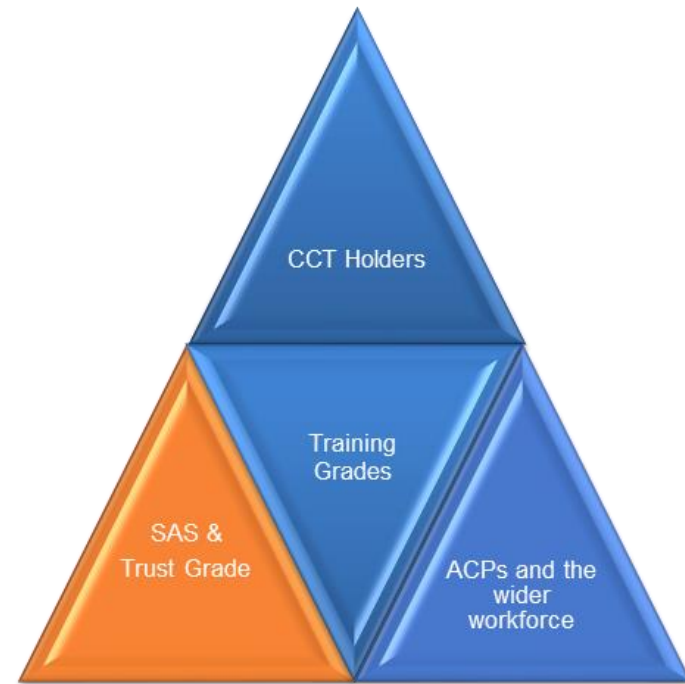 CCT Holders
Training
Grades
SAS &
Trust Grade
ACPs and the
wider
workforce